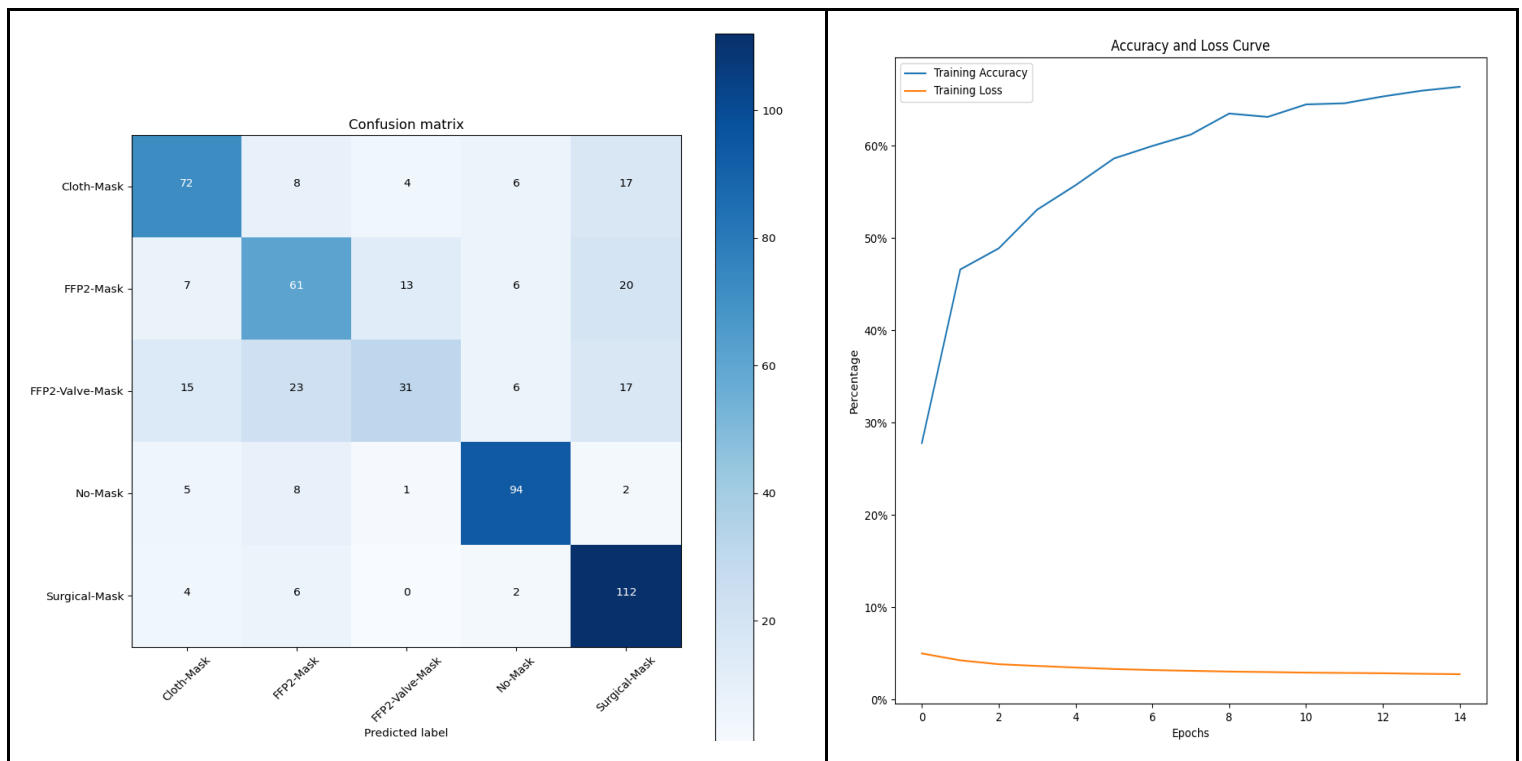 Confusion matrix
Cloth-Mask 72 8 4 6 17
FFP2-Mask 7 61 13 6 20
FFP2-Valve-Mask 15 23 31 6 17
No-Mask 5 8 1 94 2
Surgical-Mask 4 6 0 2 112
Cloth-Mask FFP2-Mask FFP2-Valve-Mask No-Mask Surgical-Mask
Predicted label
100
80
60
40
20
Accuracy and Loss Curve
Training Accuracy
Training Loss
Percentage
60%
50%
40%
30%
20%
10%
0%
0 2 4 6 8 10 12 14
Epochs